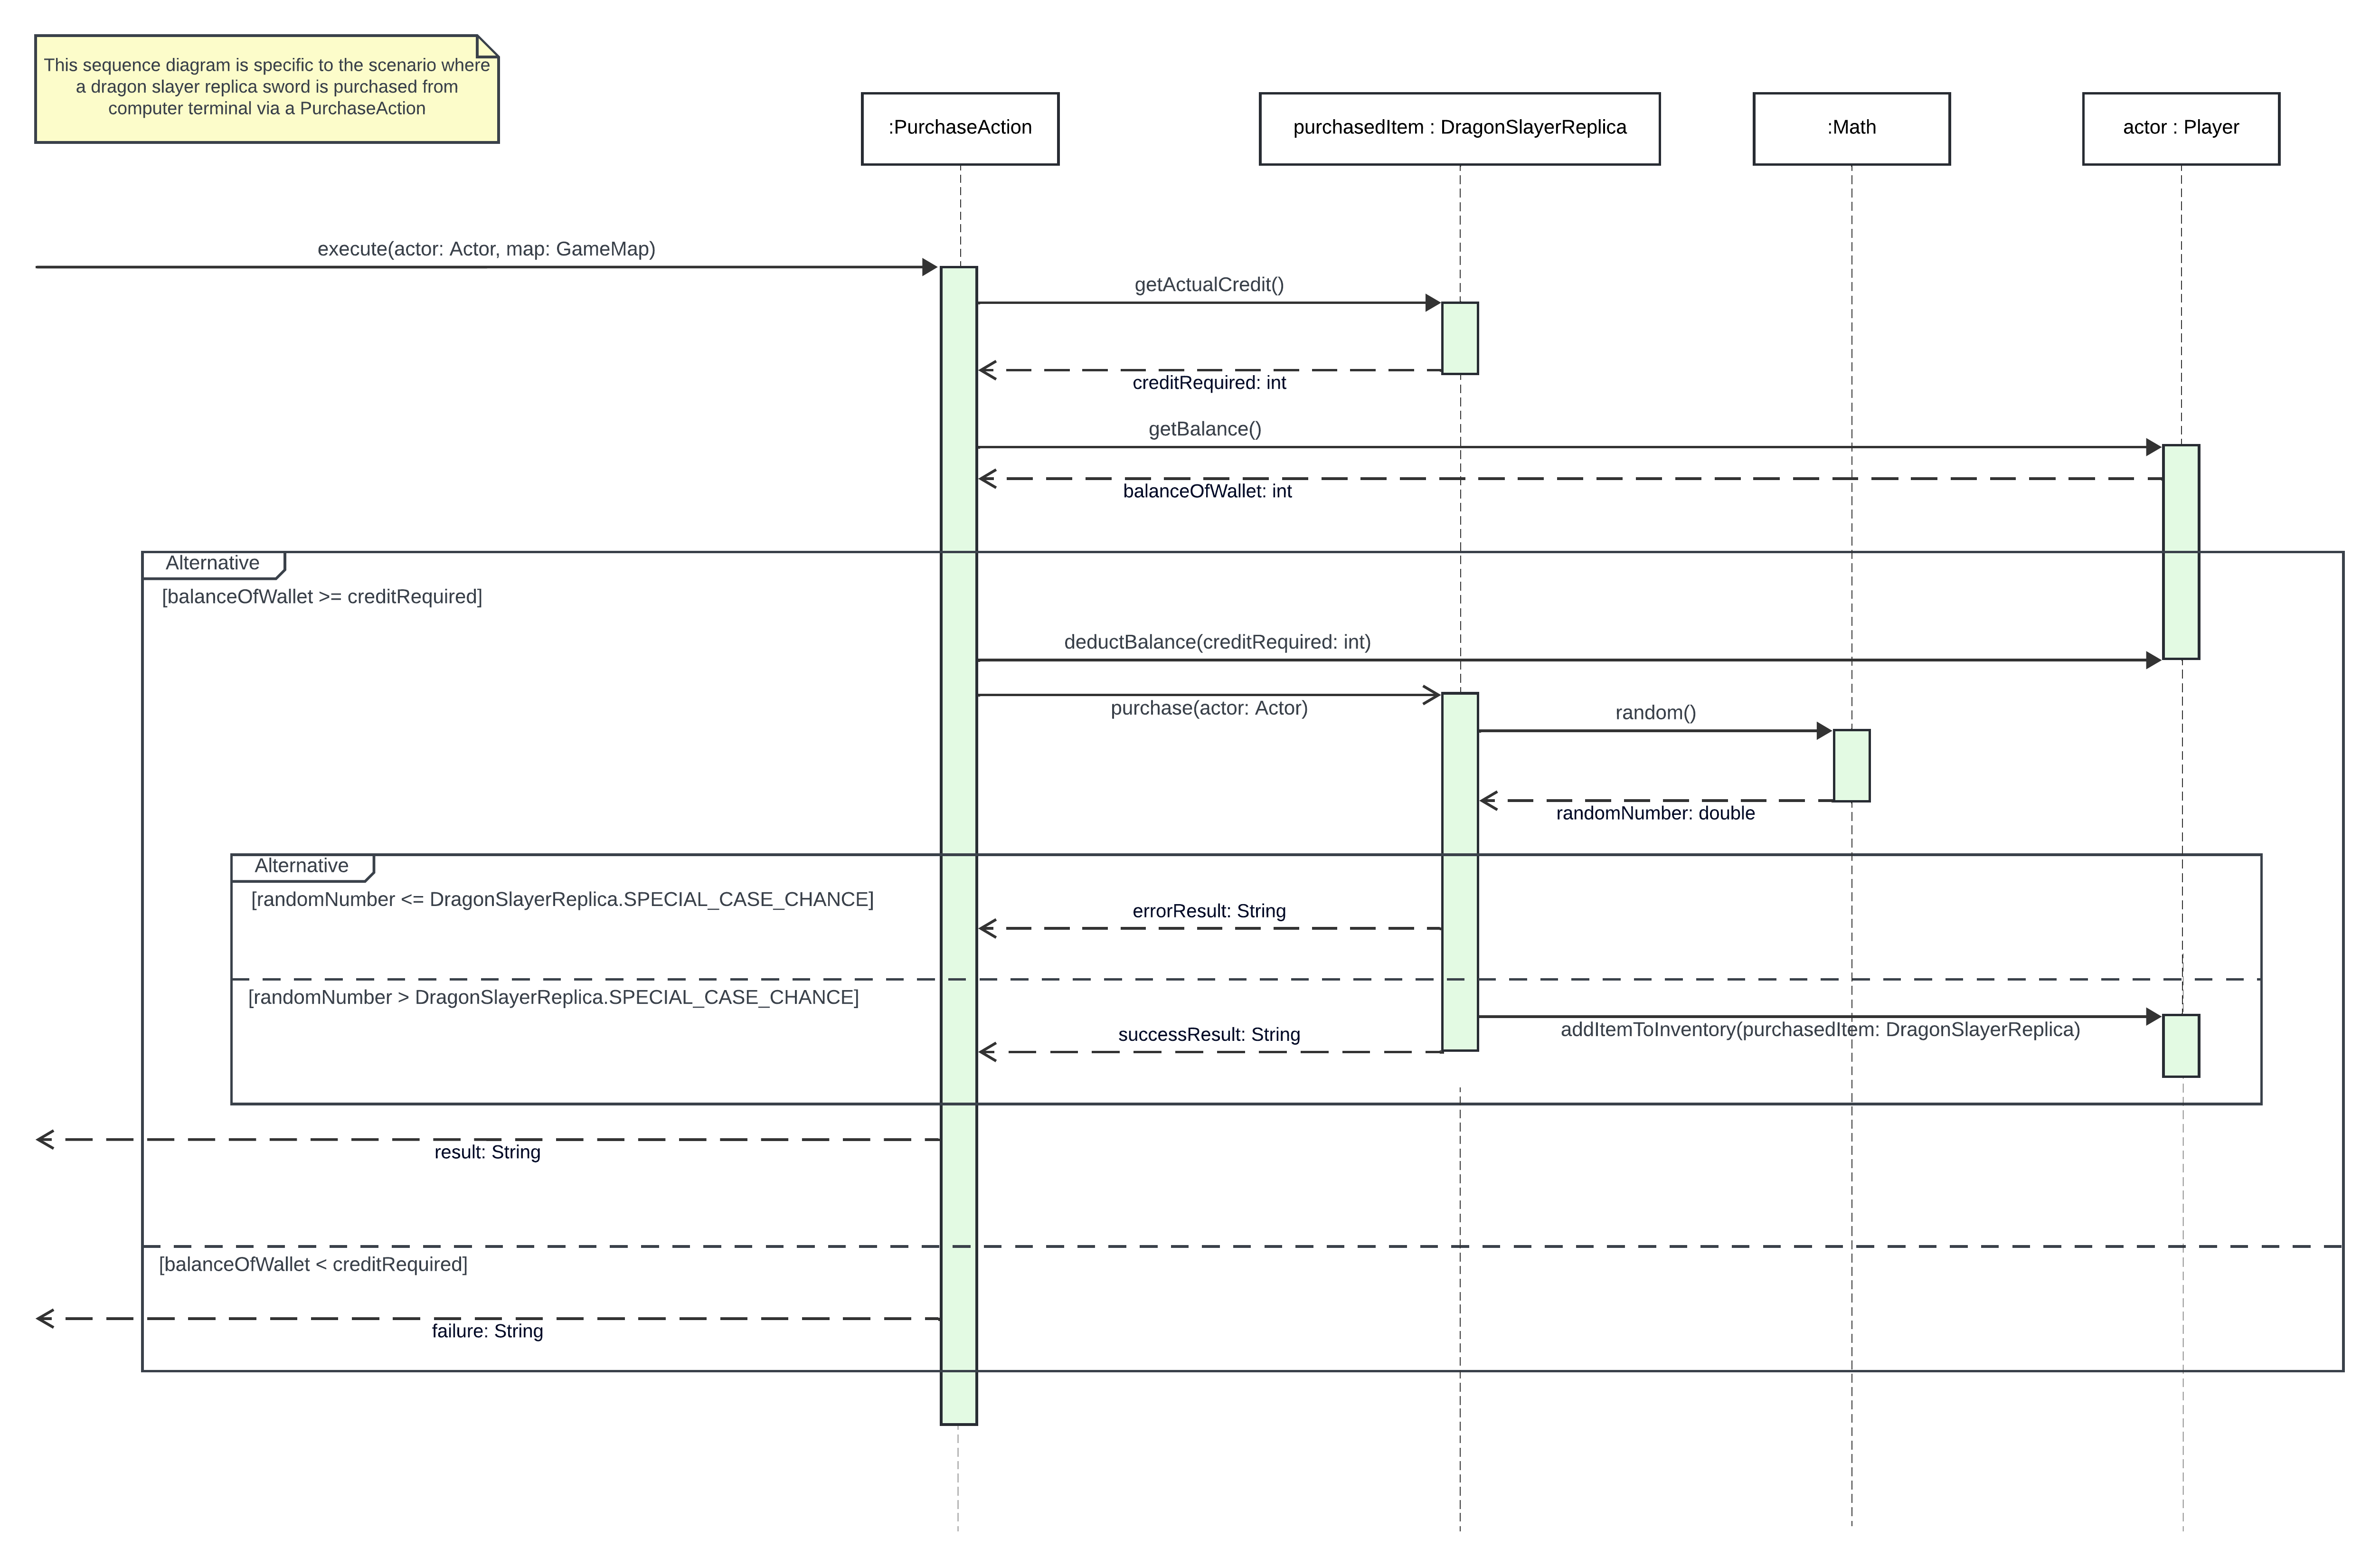 This sequence diagram is specific to the scenario where
a dragon slayer replica sword is purchased from
computer terminal via a PurchaseAction
:PurchaseAction
purchasedItem : DragonSlayerReplica
:Math
actor : Player
execute(actor: Actor, map: GameMap)
getActualCredit()
creditRequired: int
getBalance()
balanceOfWallet: int
Alternative
[balanceOfWallet >= creditRequired]
deductBalance(creditRequired: int)
purchase(actor: Actor)
random()
randomNumber: double
Alternative
[randomNumber <= DragonSlayerReplica.SPECIAL_CASE_CHANCE]
errorResult: String
[randomNumber > DragonSlayerReplica.SPECIAL_CASE_CHANCE]
addItemToInventory(purchasedItem: DragonSlayerReplica)
successResult: String
result: String
[balanceOfWallet < creditRequired]
failure: String